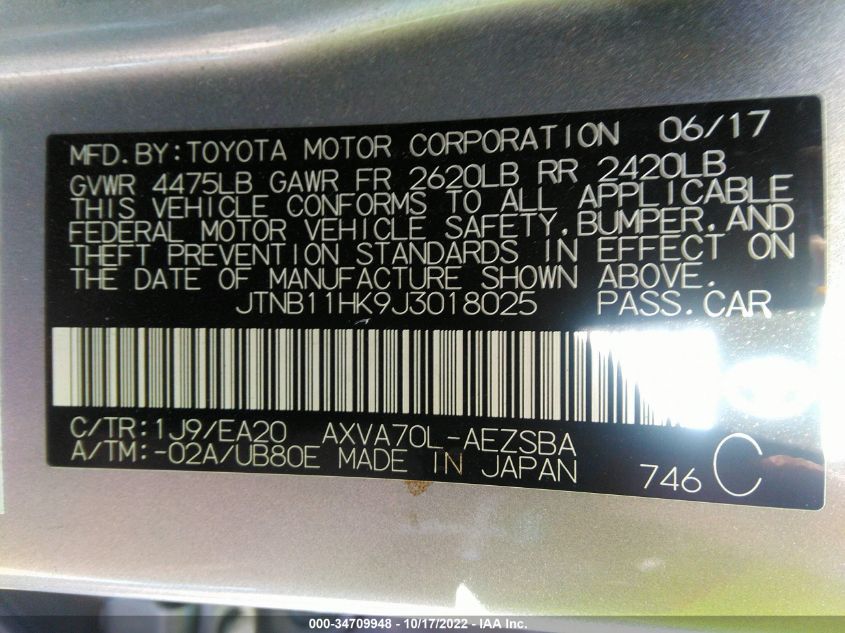 MFD.BY:TOYOTA MOTOR CORPORATION 06/17
GVWR 4475LB GAWR FR 2620LB RR 2420LB
THIS VEHICLE CONFORMS TO ALL APPLICABLE
FEDERAL MOTOR VEHICLE SAFETY,BUMPER,AND
THEFT PREVENTION STANDARDS IN EFFECT ON
THE DATE OF MANUFACTURE SHOWN ABOVE.
JTNB11HK9J3018025 PASS.CAR
C/TR:1J9/EA20 AXVA70L-AEZSBA
A/TM:-02A/UB80E MADE IN JAPAN 746 C
000-34709948 - 10/17/2022 - IAA Inc.